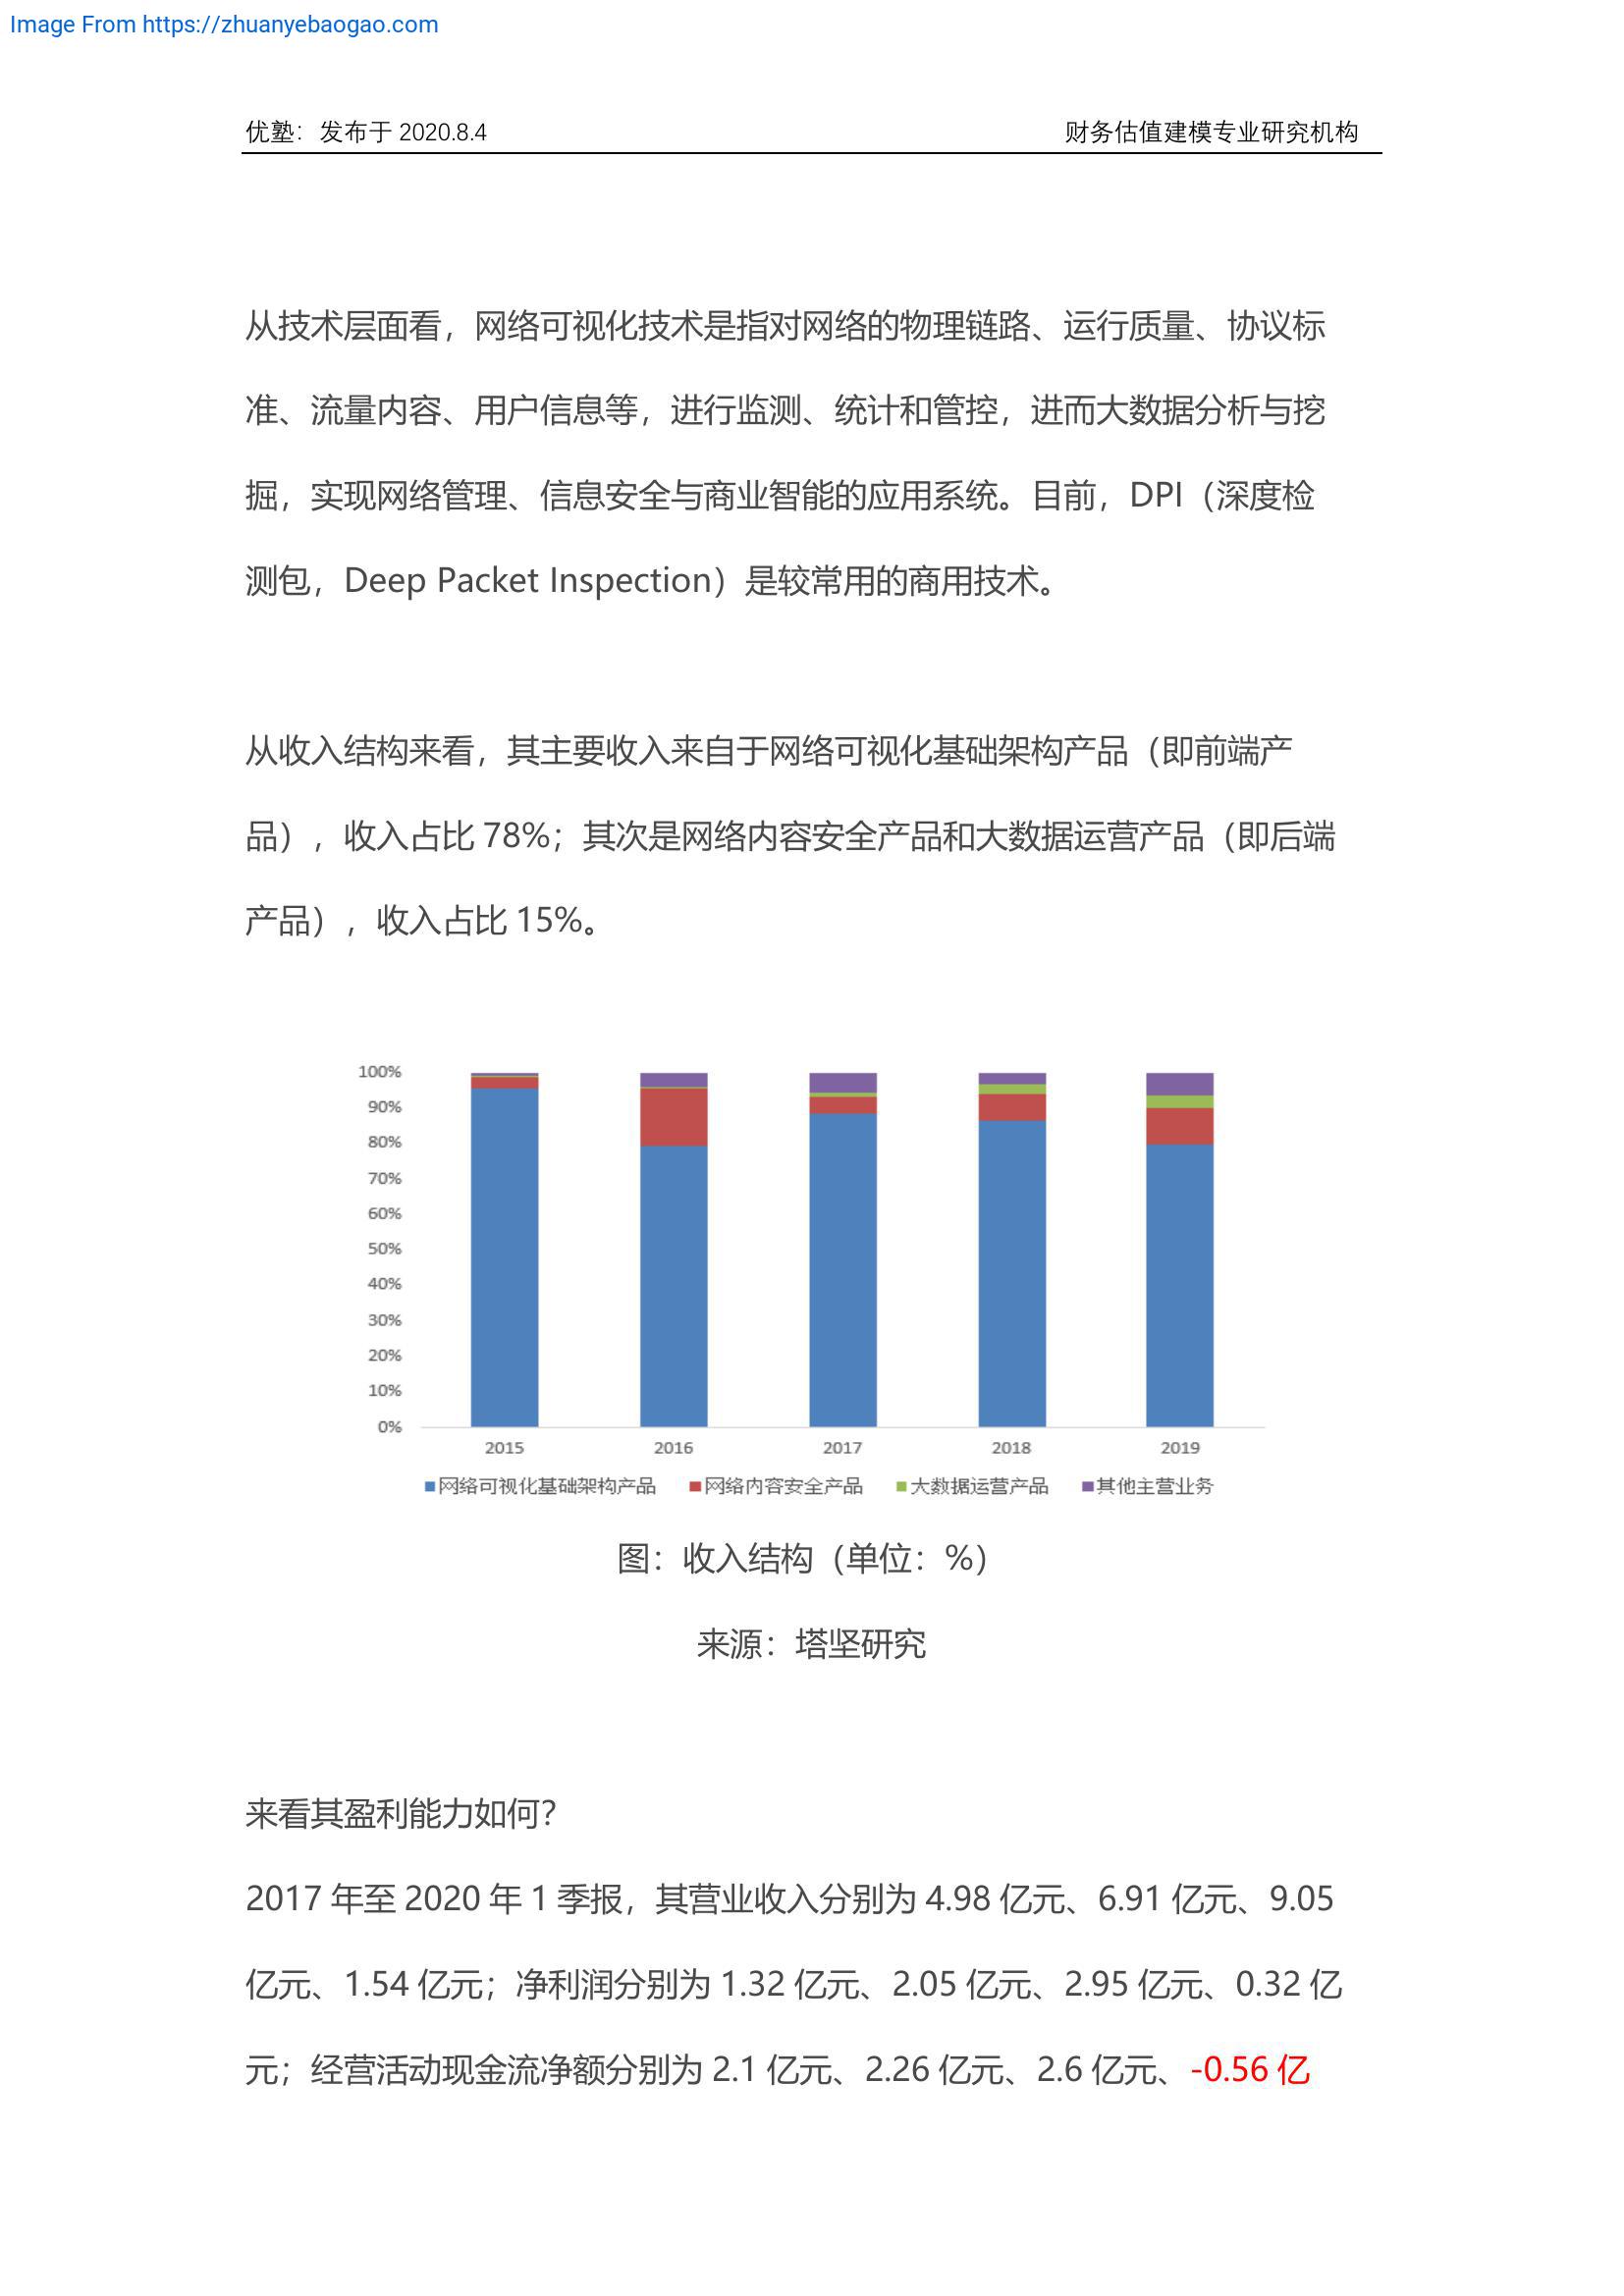 Image From https://zhuanyebaogao.com
优塾：发布于 2020.8.4 财务估值建模专业研究机构
从技术层面看，网络可视化技术是指对网络的物理链路、运行质量、协议标
准、流量内容、用户信息等，进行监测、统计和管控，进而大数据分析与挖
掘，实现网络管理、信息安全与商业智能的应用系统。目前，DPI（深度检
测包，Deep Packet Inspection）是较常用的商用技术。
从收入结构来看，其主要收入来自于网络可视化基础架构产品（即前端产
品），收入占比 78%；其次是网络内容安全产品和大数据运营产品（即后端
产品），收入占比 15%。
100%
90%
80%
70%
60%
50%
40%
30%
20%
10%
0%
2015 2016 2017 2018 2019
网络可视化基础架构产品 网络内容安全产品 大数据运营产品 其他主营业务
图：收入结构（单位：%）
来源：塔坚研究
来看其盈利能力如何？
2017 年至 2020 年 1 季报，其营业收入分别为 4.98 亿元、6.91 亿元、9.05
亿元、1.54 亿元；净利润分别为 1.32 亿元、2.05 亿元、2.95 亿元、0.32 亿
元；经营活动现金流净额分别为 2.1 亿元、2.26 亿元、2.6 亿元、-0.56 亿